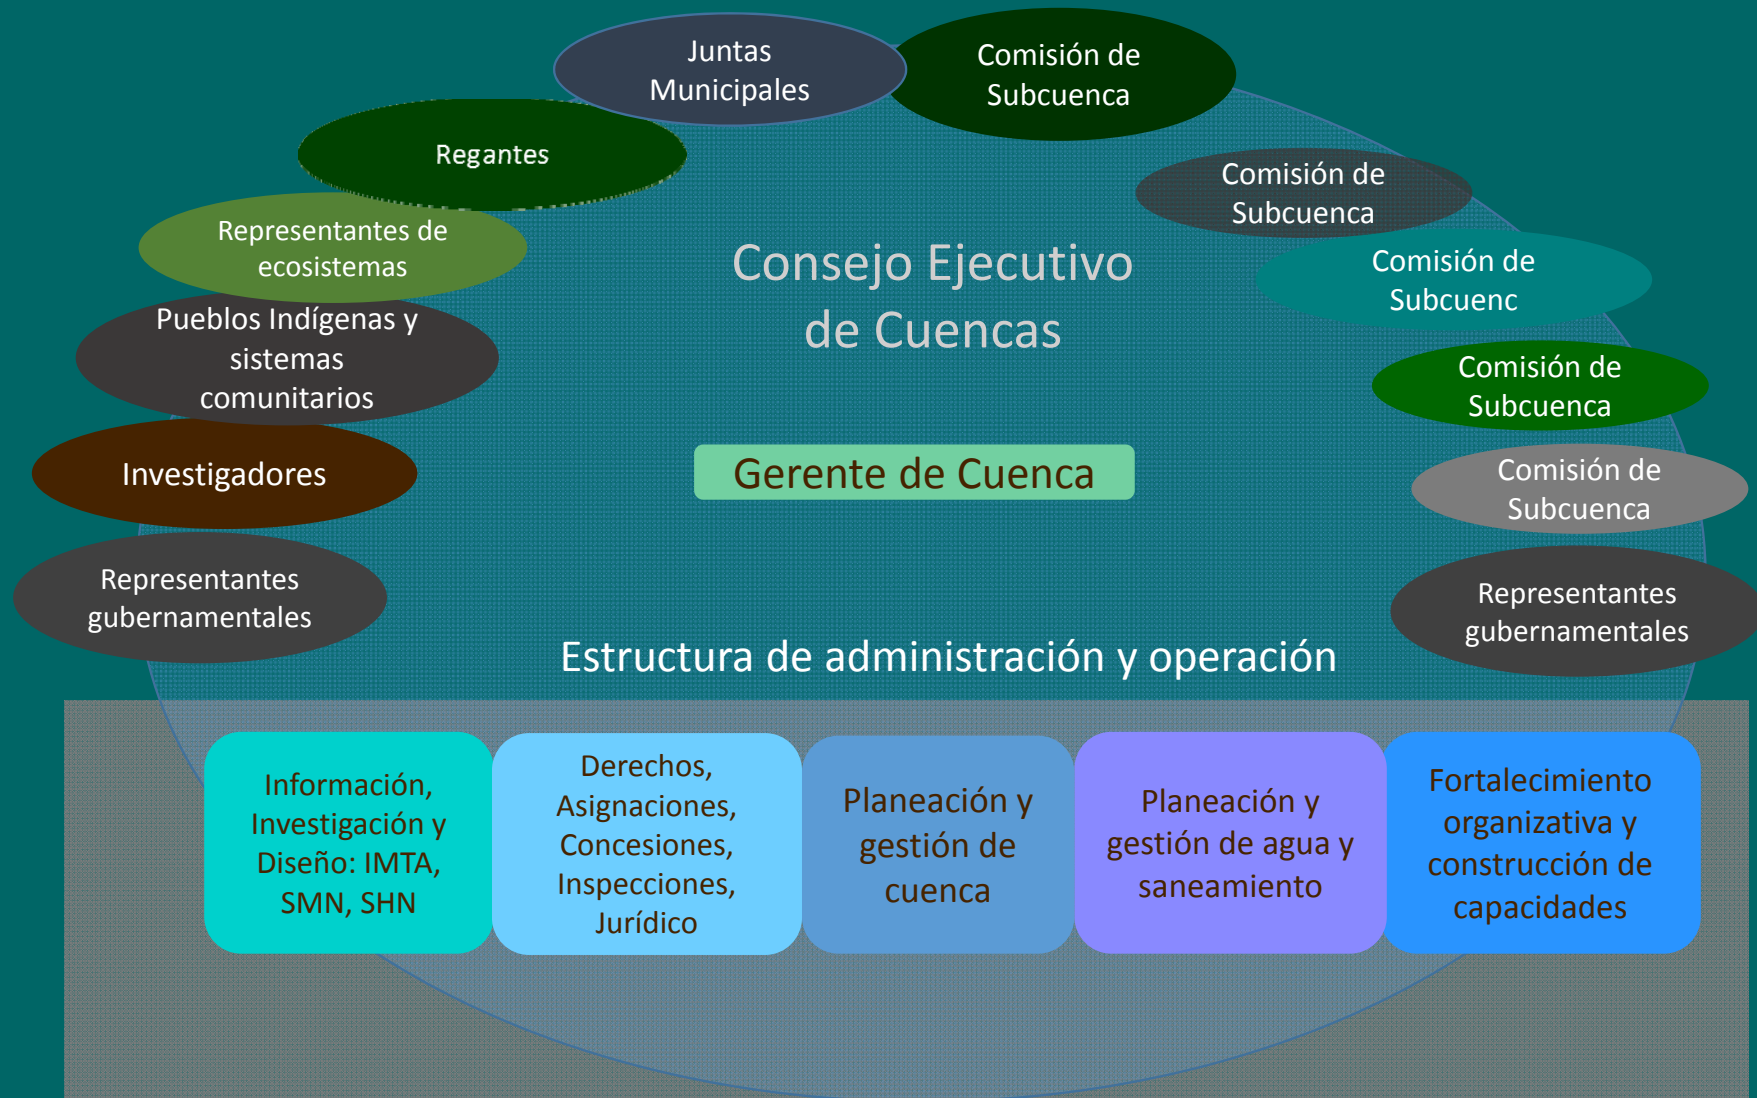 Juntas
Municipales
Comisión de
Subcuenca
Regantes
Comisión de
Subcuenca
Representantes de
ecosistemas
Comisión de
Subcuenc
Consejo Ejecutivo
de Cuencas
Pueblos Indígenas y
sistemas
comunitarios
Comisión de
Subcuenca
Investigadores
Gerente de Cuenca
Comisión de
Subcuenca
Representantes
gubernamentales
Representantes
gubernamentales
Estructura de administración y operación
Información,
Investigación y
Diseño: IMTA,
SMN, SHN
Derechos,
Asignaciones,
Concesiones,
Inspecciones,
Jurídico
Planeación y
gestión de
cuenca
Planeación y
gestión de agua y
saneamiento
Fortalecimiento
organizativa y
construcción de
capacidades